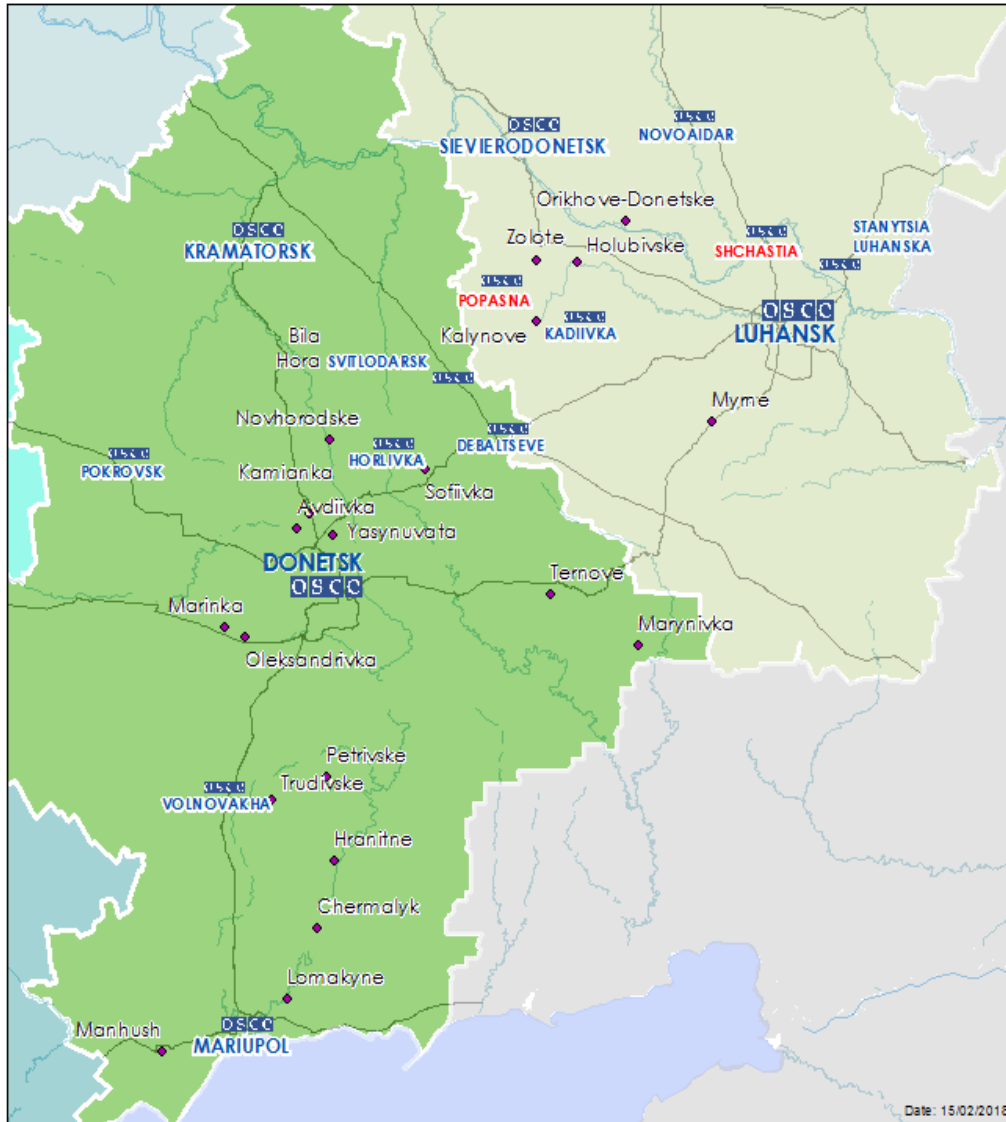 OSCE
SIEVIERODONETSK
OSCE
NOVOAIDAR
Orikhove-Donetske
OSCE
KRAMATORSK
Zolote
Holubivske
OSCE
SHCHASTIA
STANYTSIA
LUHANSKA
OSCE
OSCE
POPASNA
Kalynove
OSCE
KADIIVKA
OSCE
LUHANSK
Bila
Hora
SVITLODARSK
OSCE
Myrne
Novhorodske
OSCE
DEBALTSEVE
OSCE
HORLIVKA
OSCE
POKROVSK
Kamianka
Sofiivka
Avdiivka
Yasynuvata
DONETSK
OSCE
Ternove
Marinka
Marynivka
Oleksandrivka
Petrivske
Trudivske
OSCE
VOLNOVAKHA
Hranitne
Chermalyk
Lomakyne
OSCE
MARIUPOL
Manhush
Date: 15/02/2018